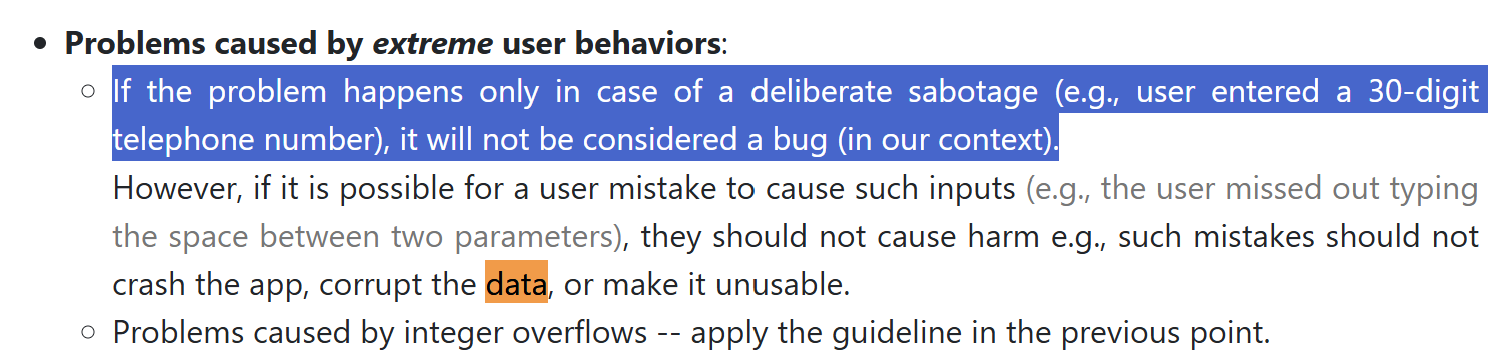 Problems caused by extreme user behaviors:
If the problem happens only in case of a deliberate sabotage (e.g., user entered a 30-digit
telephone number), it will not be considered a bug (in our context).
However, if it is possible for a user mistake to cause such inputs (e.g., the user missed out typing
the space between two parameters), they should not cause harm e.g., such mistakes should not
crash the app, corrupt the data, or make it unusable.
Problems caused by integer overflows -- apply the guideline in the previous point.